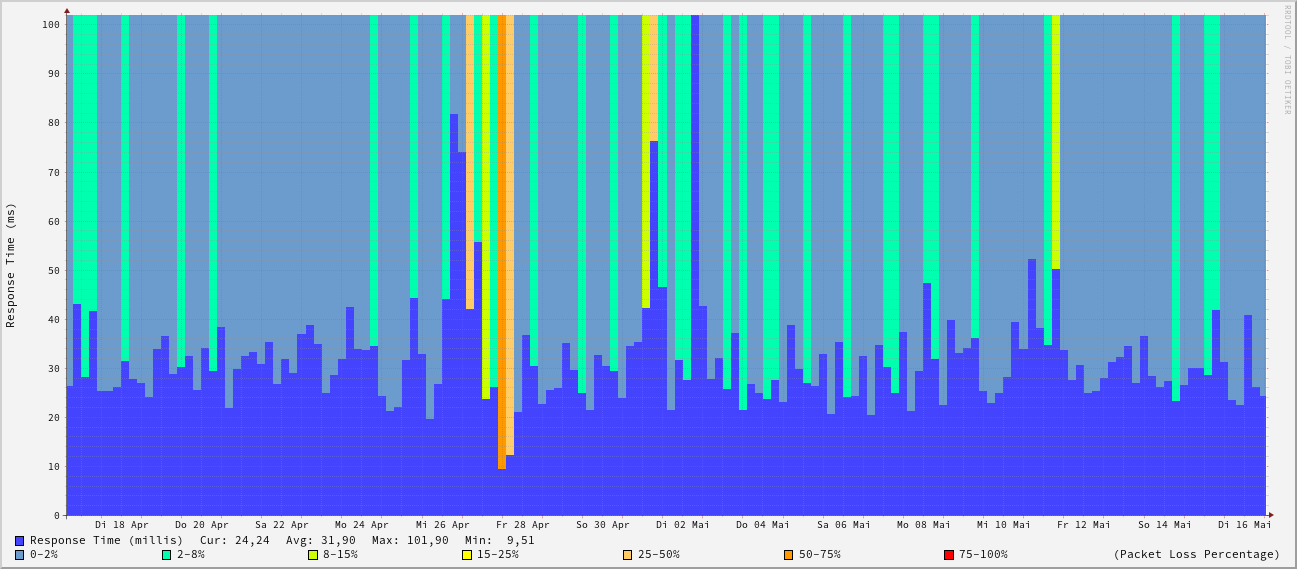 RRDTOOL / TOBI OETIKER
Response Time (ms)
100
90
80
70
60
50
40
30
20
10
0
Di 18 Apr Do 20 Apr Sa 22 Apr Mo 24 Apr Mi 26 Apr Fr 28 Apr So 30 Apr Di 02 Mai Do 04 Mai Sa 06 Mai Mo 08 Mai Mi 10 Mai Fr 12 Mai So 14 Mai Di 16 Mai
Response Time (millis) Cur: 24,24 Avg: 31,90 Max: 101,90 Min: 9,51
0-2% 2-8% 8-15% 15-25% 25-50% 50-75% 75-100% (Packet Loss Percentage)